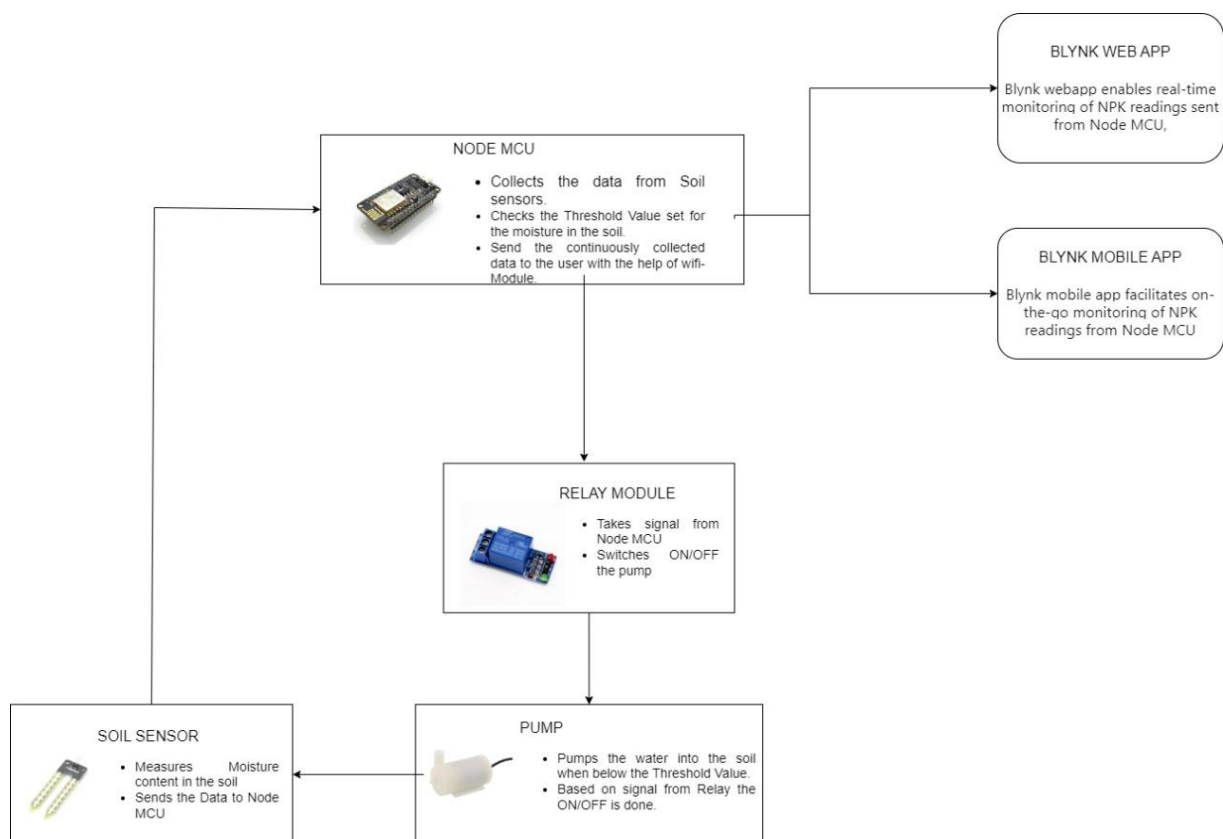 BLYNK WEB APP
Blynk webapp enables real-time
monitoring of NPK readings sent
from Node MCU,
NODE MCU
• Collects the data from Soil
sensors.
• Checks the Threshold Value set for
the moisture in the soil.
• Send the continuously collected
data to the user with the help of wifi-
Module.
BLYNK MOBILE APP
Blynk mobile app facilitates on-
the-go monitoring of NPK
readings from Node MCU
RELAY MODULE
• Takes signal from
Node MCU
• Switches ON/OFF
the pump
SOIL SENSOR
• Measures Moisture
content in the soil
• Sends the Data to Node
MCU
PUMP
• Pumps the water into the soil
when below the Threshold Value.
• Based on signal from Relay the
ON/OFF is done.